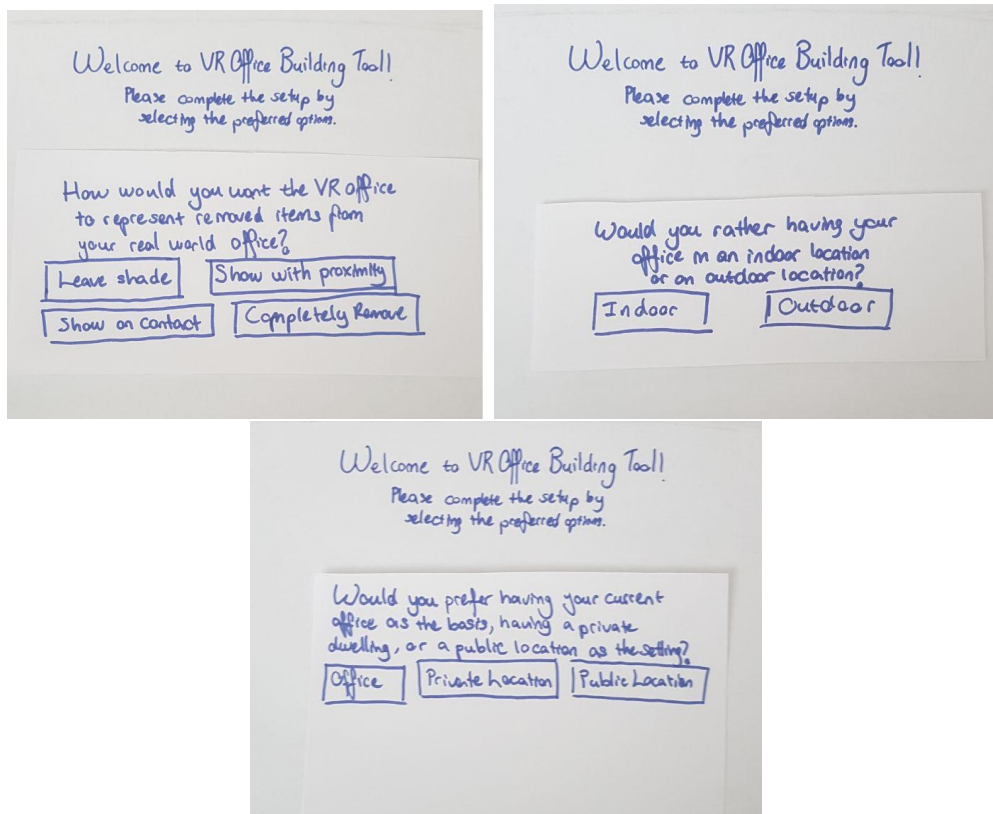 Welcome to VR Office Building Tool!
Please complete the setup by
selecting the preferred options.
How would you want the VR office
to represent removed items from
your real world office?
Leave shade
Show with proximity
Show on contact
Completely Remove
Welcome to VR Office Building Tool!
Please complete the setup by
selecting the preferred options.
Would you rather having your
office in an indoor location
or an outdoor location?
Indoor
Outdoor
Welcome to VR Office Building Tool!
Please complete the setup by
selecting the preferred options.
Would you prefer having your current
office as the basis, having a private
dwelling, or a public location as the setting?
Office
Private Location
Public Location